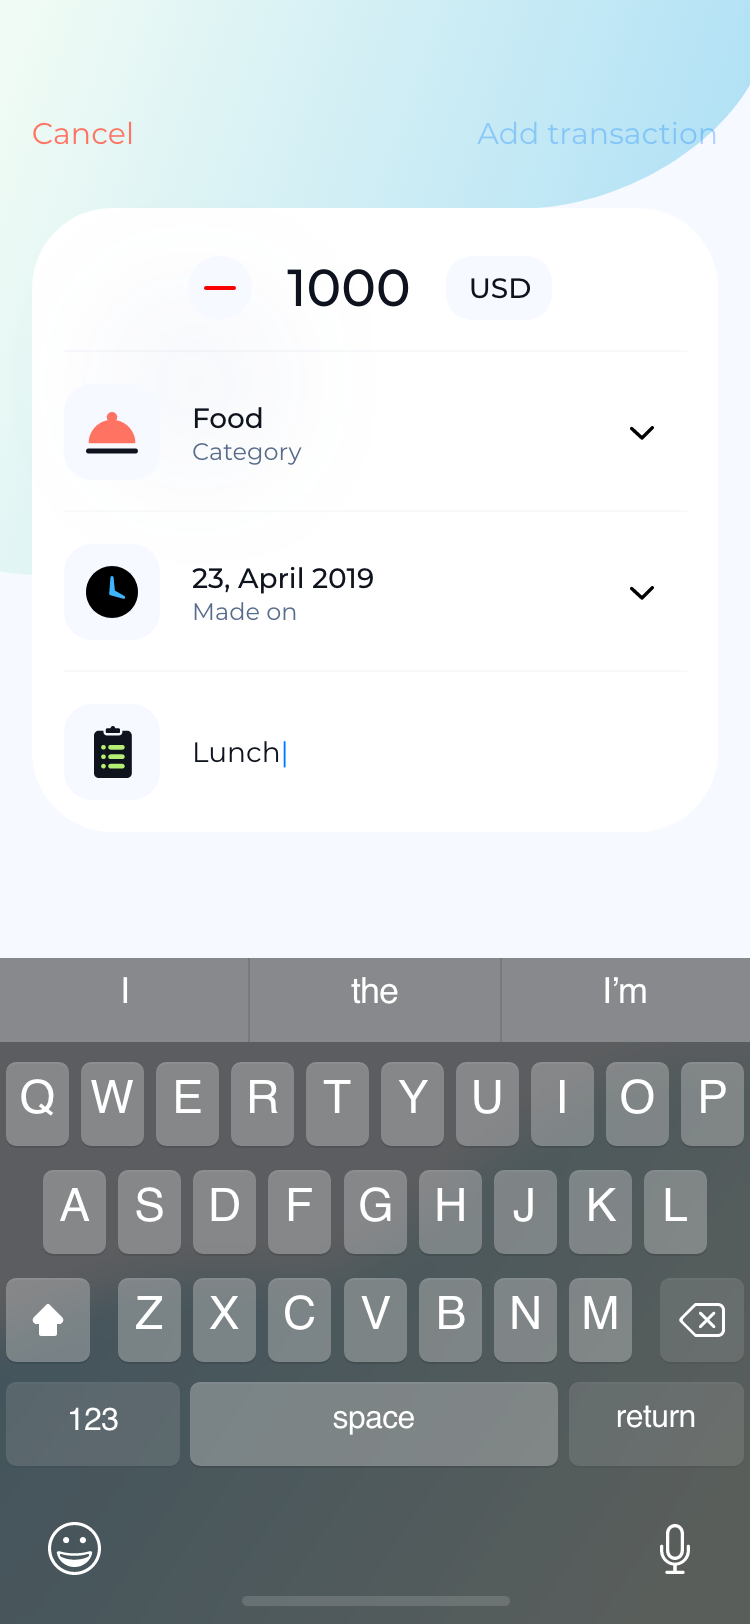 Cancel Add transaction
1000 USD
Food
Category
23, April 2019
Made on
Lunch
I the I'm
Q W E R T Y U I O P
A S D F G H J K L
Z X C V B N M
123 space return